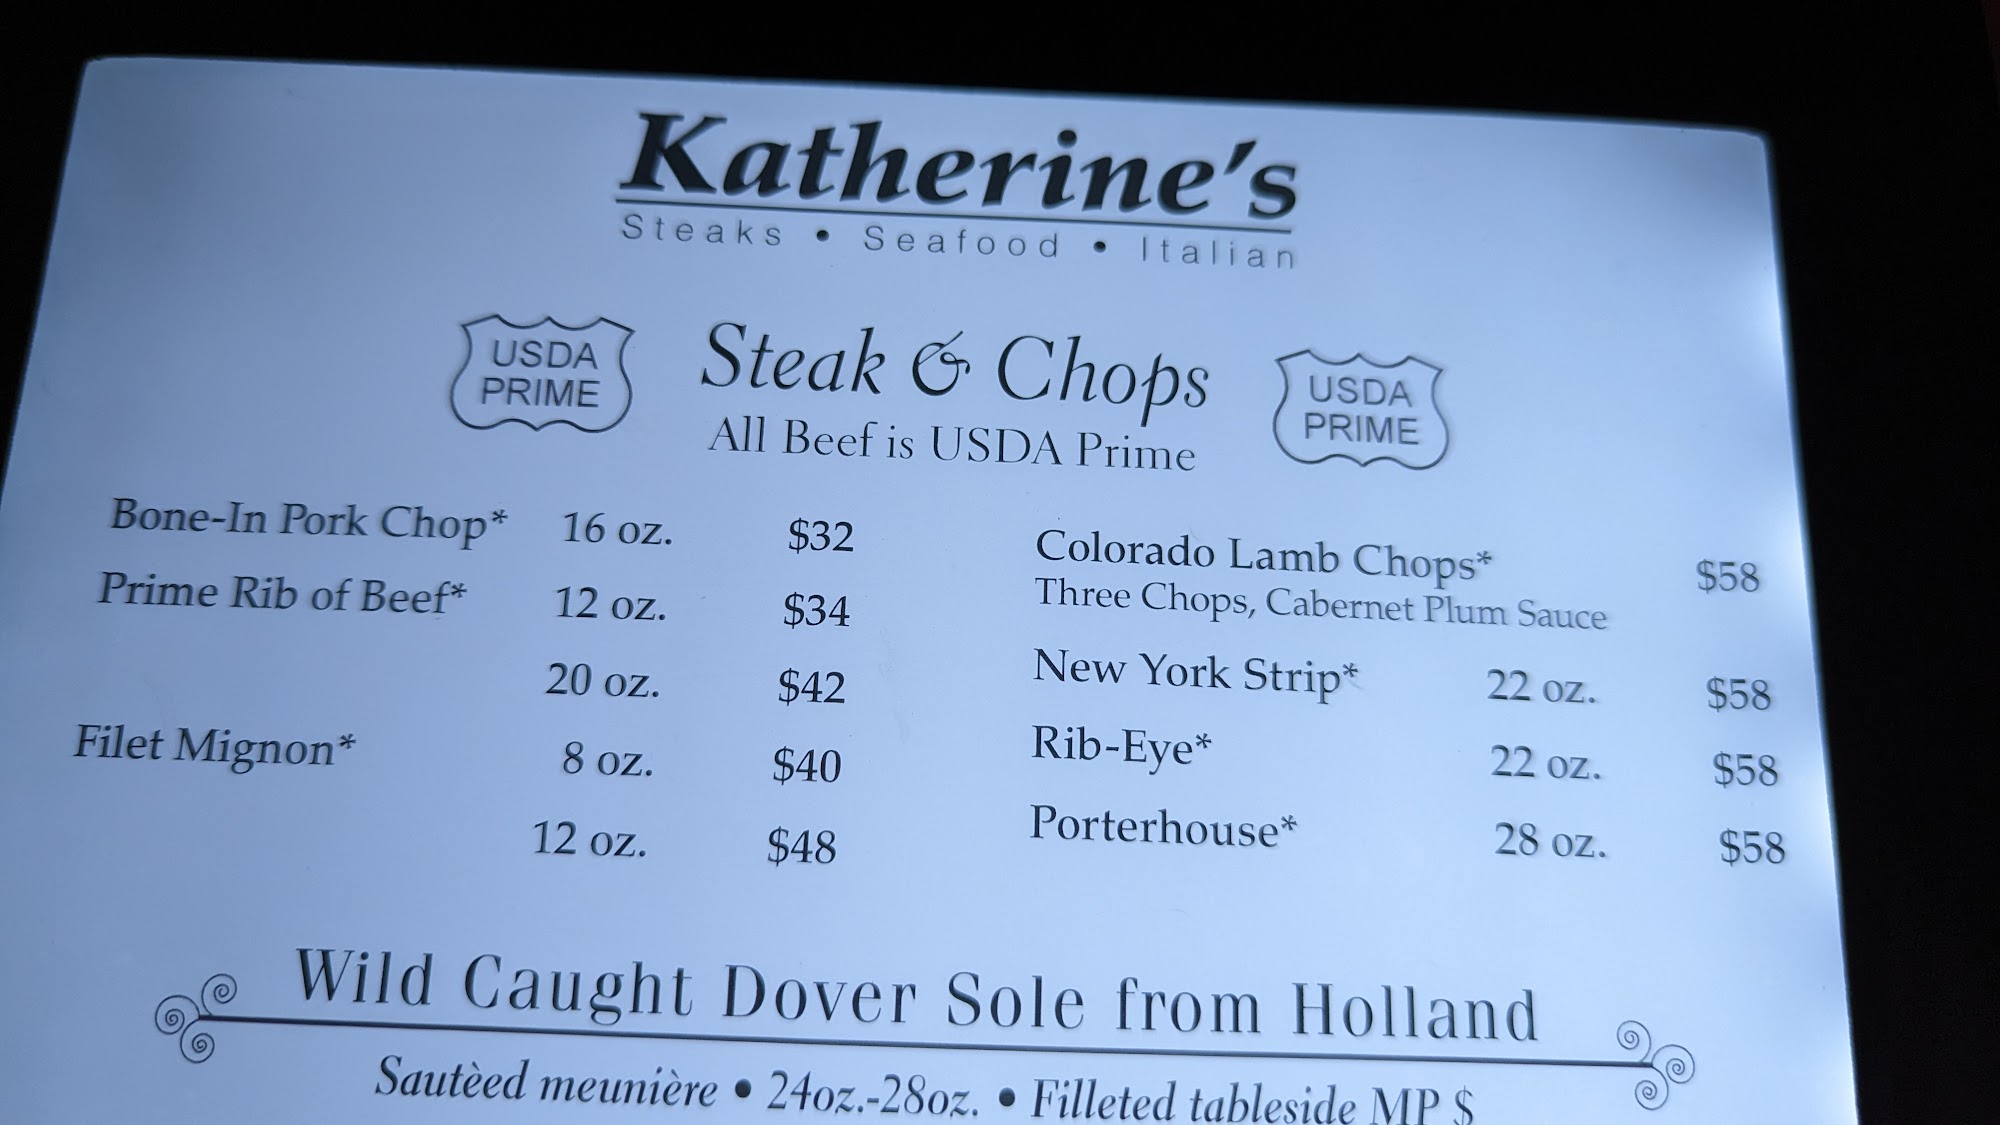 Katherine's
Steaks • Seafood • Italian
USDA
PRIME
Steak & Chops
All Beef is USDA Prime
USDA
PRIME
Bone-In Pork Chop* 16 oz. $32
Prime Rib of Beef* 12 oz. $34
20 oz. $42
Filet Mignon* 8 oz. $40
12 oz. $48
Colorado Lamb Chops* $58
Three Chops, Cabernet Plum Sauce
New York Strip* 22 oz. $58
Rib-Eye* 22 oz. $58
Porterhouse* 28 oz. $58
Wild Caught Dover Sole from Holland
Sautèed meunière • 24oz.-28oz. • Filleted tableside MP $